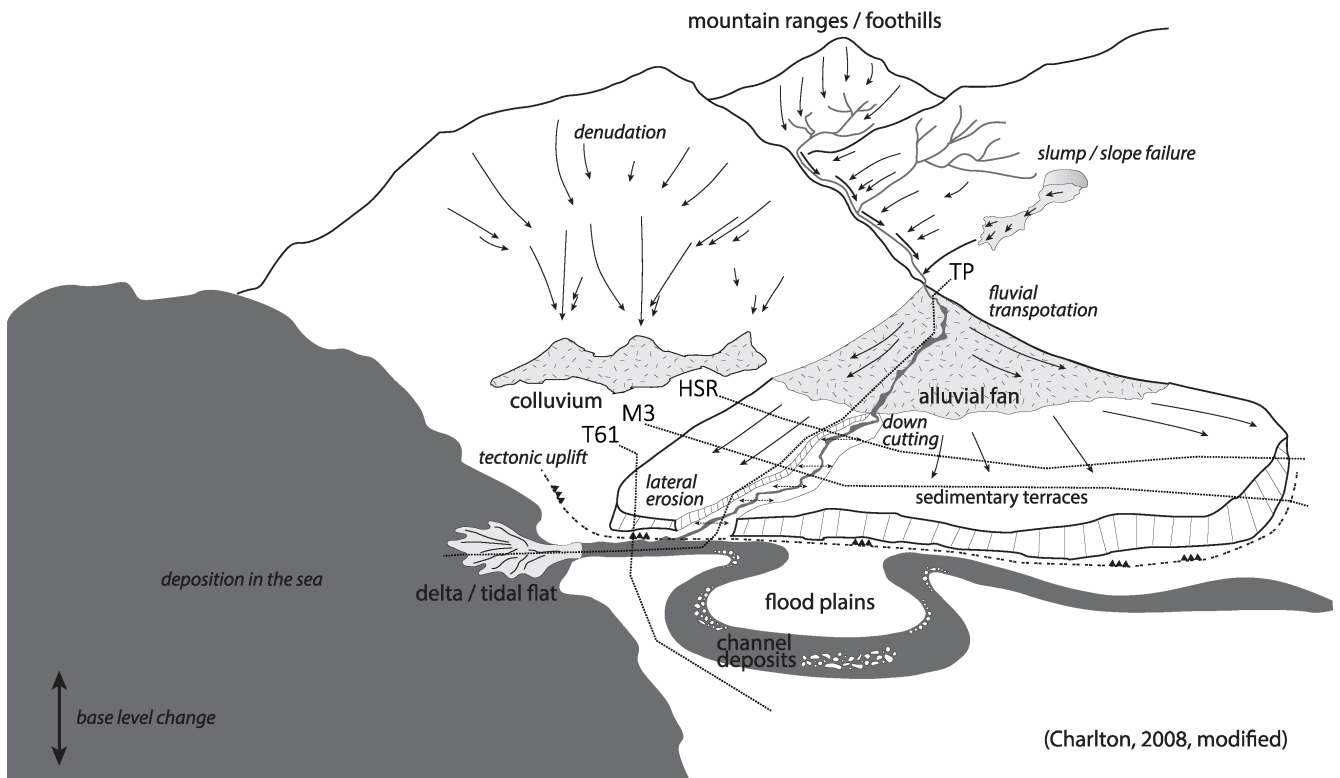 mountain ranges / foothills
denudation
slump / slope failure
TP
fluvial
transpotation
HSR
alluvial fan
colluvium
M3
down
cutting
T61
tectonic uplift
lateral
erosion
sedimentary terraces
deposition in the sea
delta / tidal flat
flood plains
channel
deposits
base level change
(Charlton, 2008, modified)